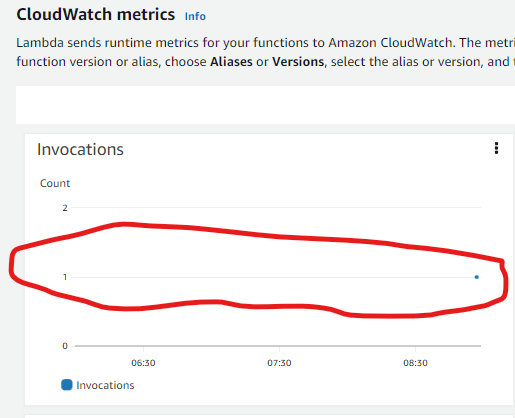 CloudWatch metrics Info
Lambda sends runtime metrics for your functions to Amazon CloudWatch. The metri
function version or alias, choose Aliases or Versions, select the alias or version, and
Invocations
Count
2
1
0
06:30 07:30 08:30
Invocations